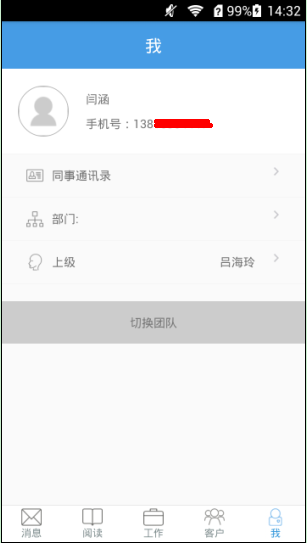 99% 14:32
我
闫涵
手机号：138
同事通讯录
部门:
上级 吕海玲
切换团队
消息 阅读 工作 客户 我